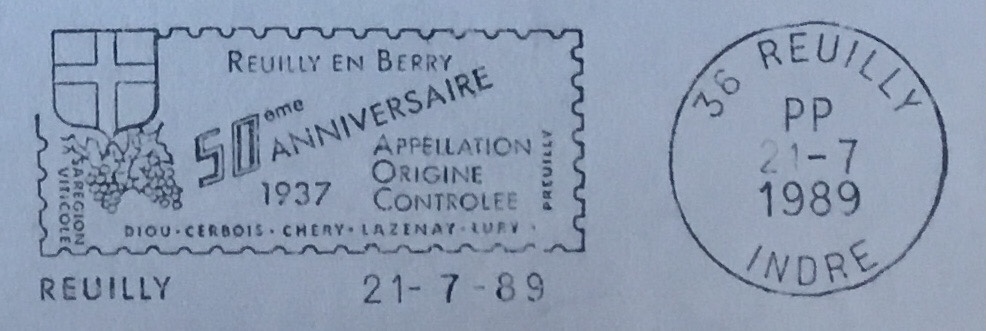 REUILLY EN BERRY
50ème
ANNIVERSAIRE
1937
APPELLATION
ORIGINE
CONTROLEE
PREUILLY
SA REGION
VITICOLE
DIOU · CERBOIS · CHERY · LAZENAY · LURY ·
REUILLY 21-7-89
36 REUILLY
PP
21-7
1989
INDRE